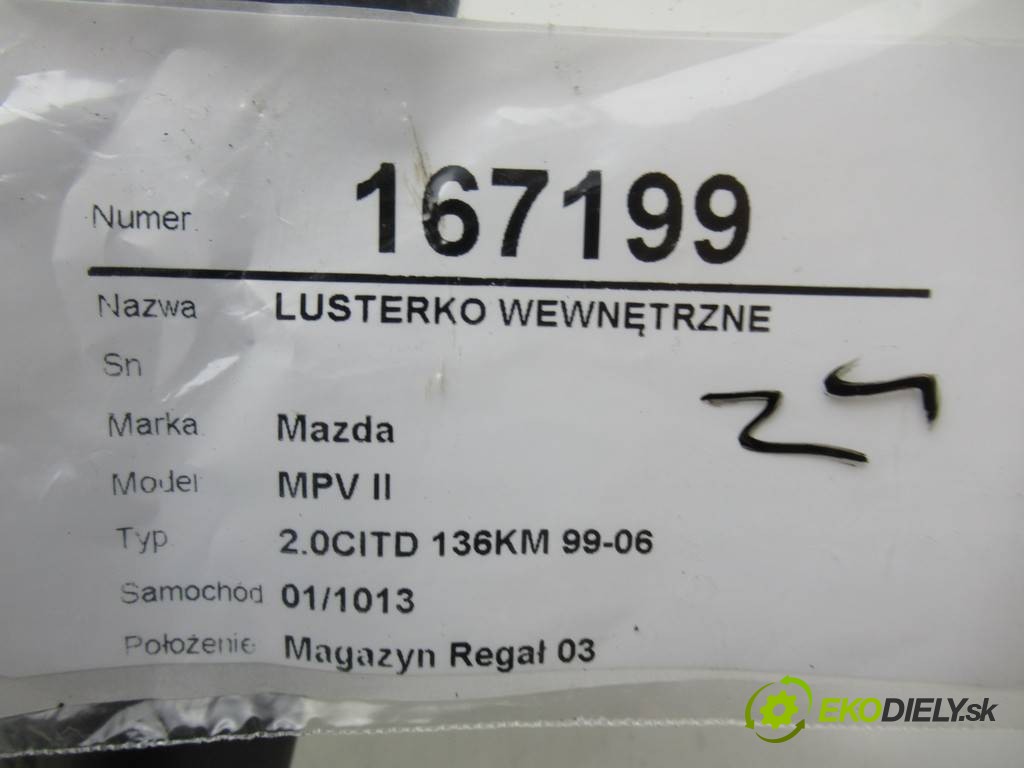 Numer 167199
Nazwa LUSTERKO WEWNĘTRZNE
Sn
Marka Mazda
Model MPV II
Typ 2.0CITD 136KM 99-06
Samochód 01/1013
Położenie Magazyn Regał 03
EKODIELY.sk